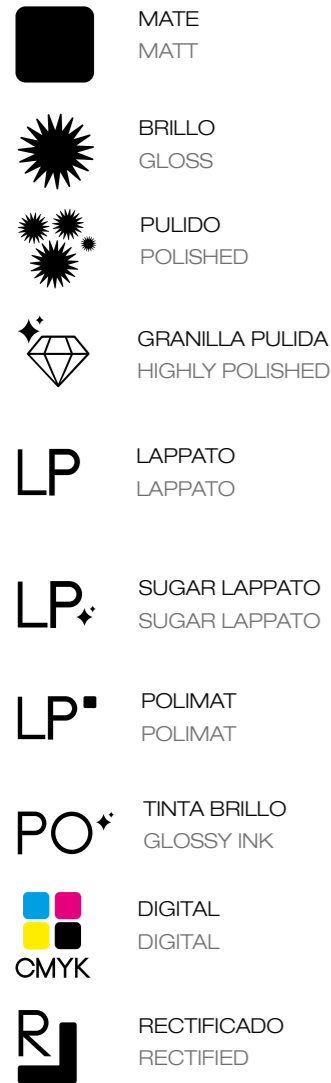 MATE
MATT
BRILLO
GLOSS
PULIDO
POLISHED
GRANILLA PULIDA
HIGHLY POLISHED
LP
LAPPATO
LAPPATO
LP
SUGAR LAPPATO
SUGAR LAPPATO
LP
POLIMAT
POLIMAT
PO
TINTA BRILLO
GLOSSY INK
CMYK
DIGITAL
DIGITAL
R
RECTIFICADO
RECTIFIED